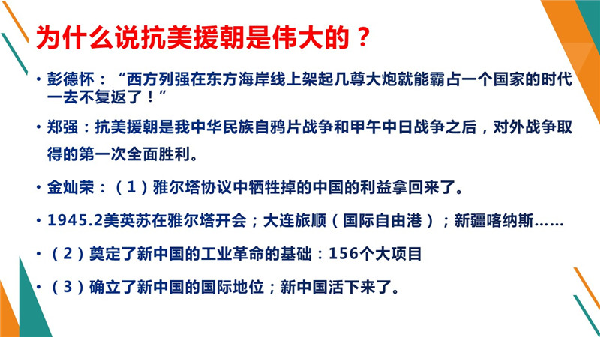 为什么说抗美援朝是伟大的？
• 彭德怀：“西方列强在东方海岸线上架起几尊大炮就能霸占一个国家的时代
一去不复返了！”
• 郑强：抗美援朝是我中华民族自鸦片战争和甲午中日战争之后，对外战争取
得的第一次全面胜利。
• 金灿荣：（1）雅尔塔协议中牺牲掉的中国的利益拿回来了。
• 1945.2美英苏在雅尔塔开会；大连旅顺（国际自由港）；新疆喀纳斯……
• （2）奠定了新中国的工业革命的基础：156个大项目
• （3）确立了新中国的国际地位；新中国活下来了。